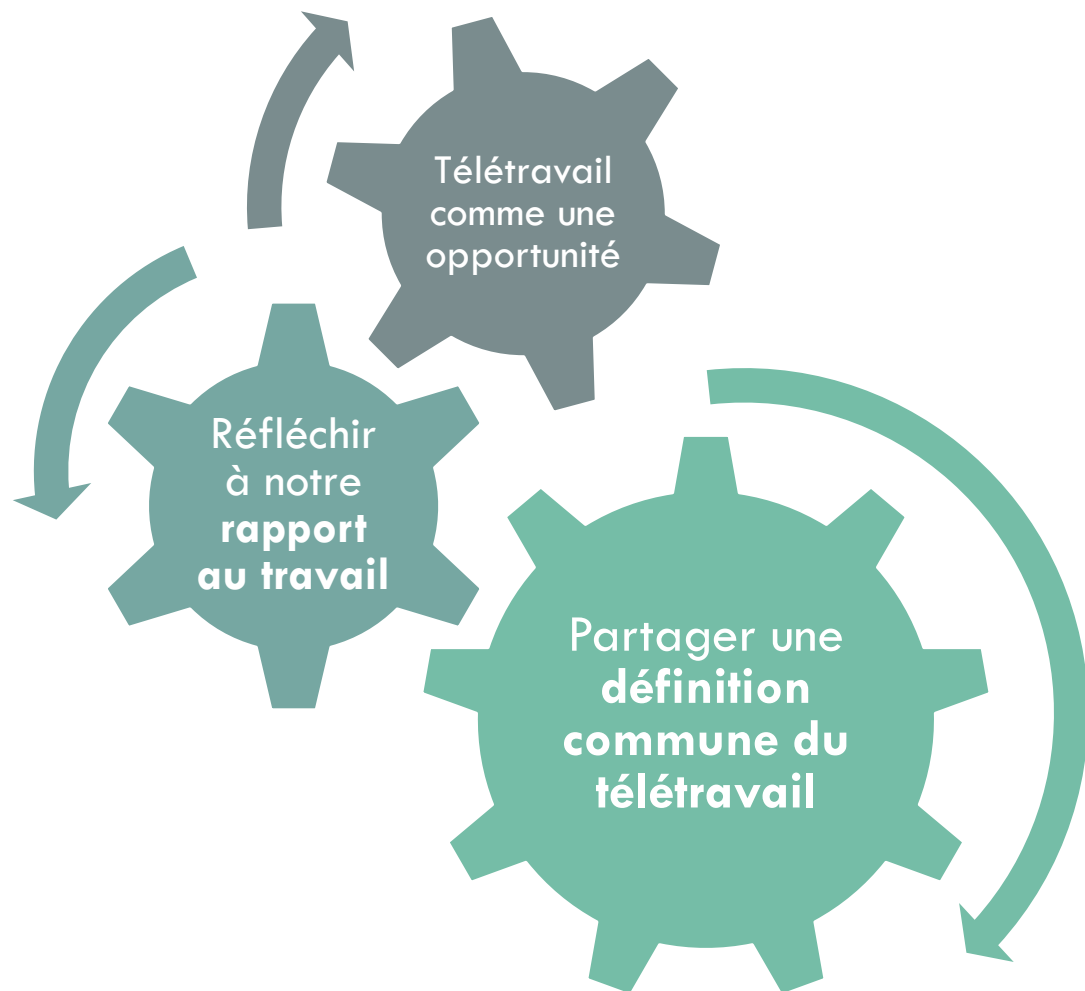 Télétravail
comme une
opportunité
Réfléchir
à notre
rapport
au travail
Partager une
définition
commune du
télétravail